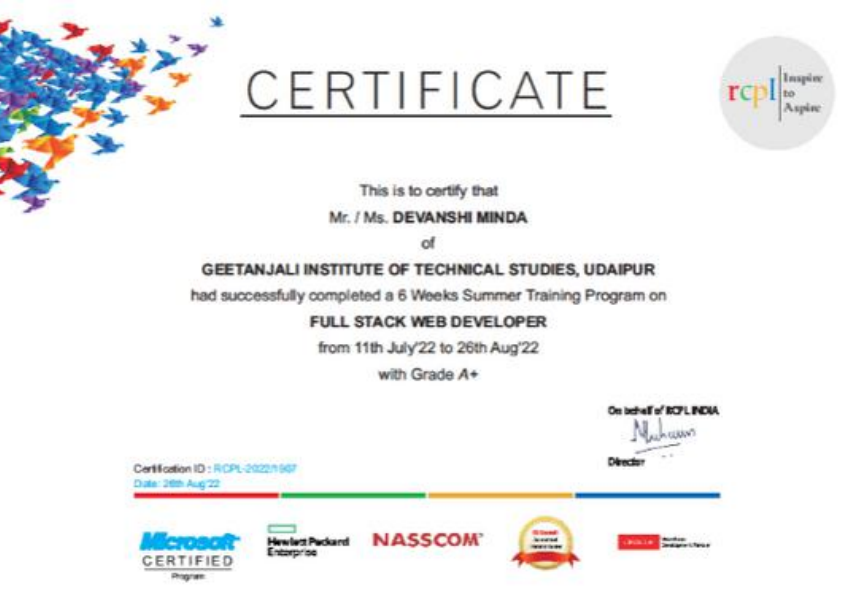 CERTIFICATE
rcpl
Inspire
to
Aspire
This is to certify that
Mr. / Ms. DEVANSHI MINDA
of
GEETANJALI INSTITUTE OF TECHNICAL STUDIES, UDAIPUR
had successfully completed a 6 Weeks Summer Training Program on
FULL STACK WEB DEVELOPER
from 11th July'22 to 26th Aug'22
with Grade A+
On behalf of RCPL INDIA
Director
Certification ID : RCPL-2022/1907
Date: 26th Aug'22
Microsoft
CERTIFIED
Program
Hewlett Packard
Enterprise
NASSCOM
ORACLE